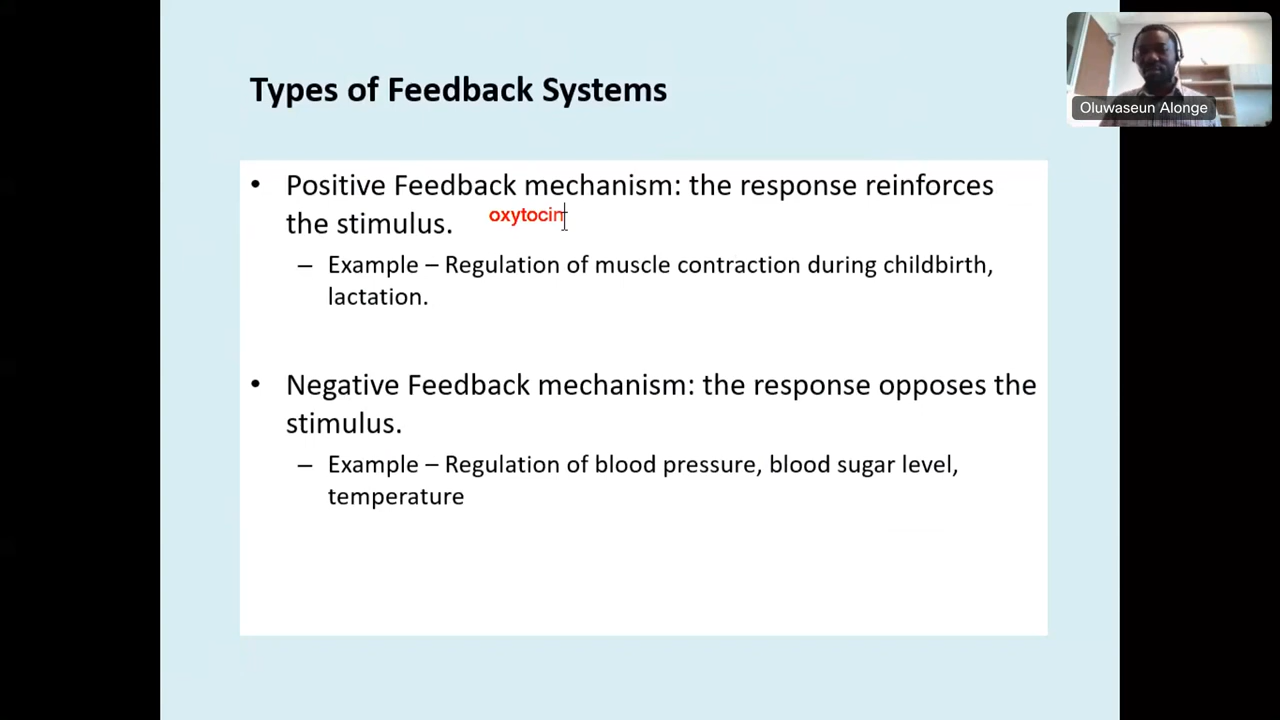 Types of Feedback Systems
Oluwaseun Alonge
• Positive Feedback mechanism: the response reinforces
the stimulus.
oxytocin
– Example – Regulation of muscle contraction during childbirth,
lactation.
• Negative Feedback mechanism: the response opposes the
stimulus.
– Example – Regulation of blood pressure, blood sugar level,
temperature